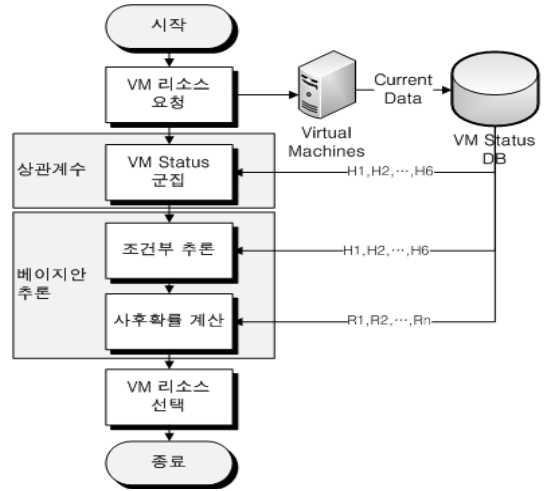 시작
VM 리소스
요청
Virtual
Machines
Current
Data
VM Status
DB
상관계수
VM Status
군집
H1,H2,⋯,H6
베이지안
추론
조건부 추론
H1,H2,⋯,H6
사후확률 계산
R1,R2,⋯,Rn
VM 리소스
선택
종료